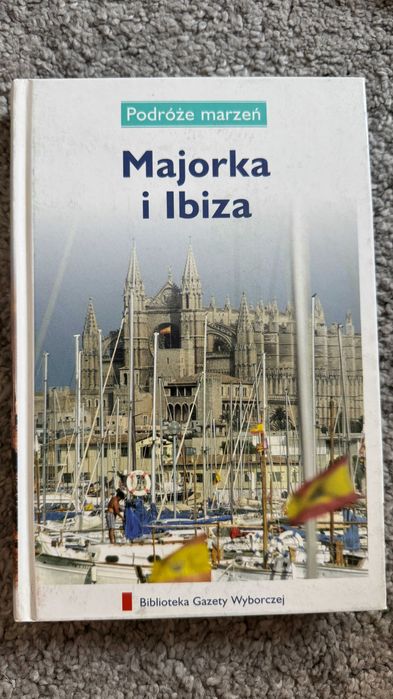 Podróże marzeń
Majorka
i Ibiza
Biblioteka Gazety Wyborczej